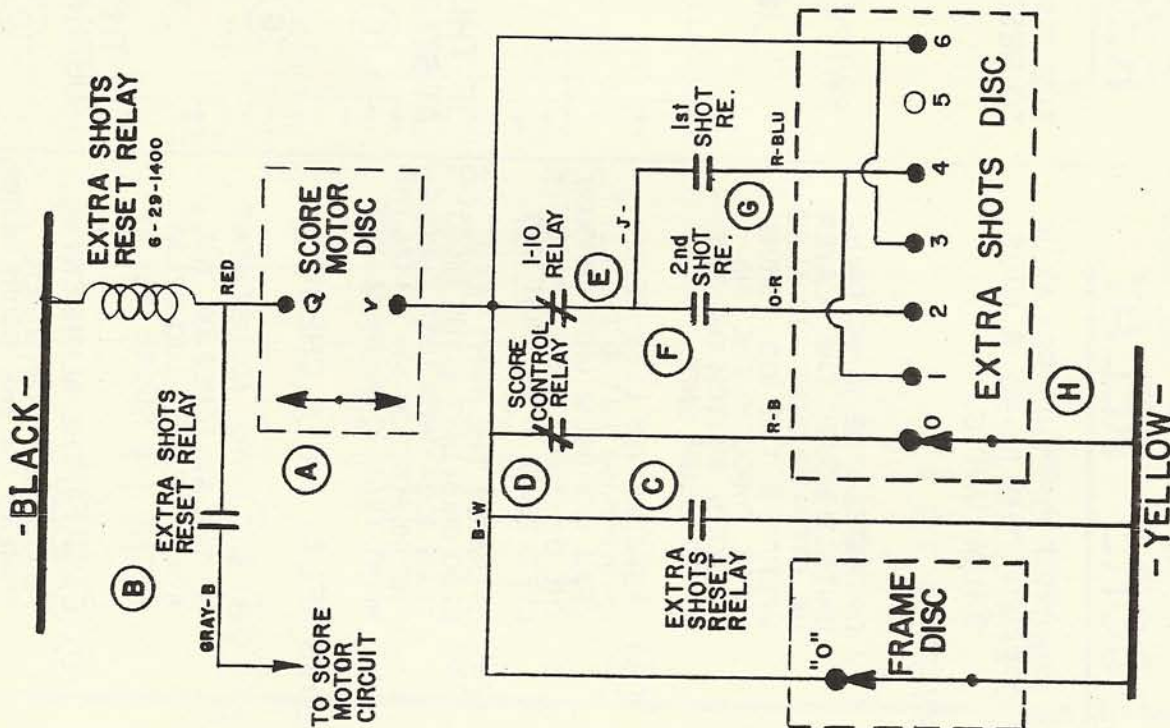 -BLACK-
EXTRA SHOTS
RESET RELAY
6-29-1400
RED
EXTRA SHOTS
RESET RELAY
B
GRAY-B
TO SCORE
MOTOR
CIRCUIT
Q
SCORE
MOTOR
DISC
V
A
SCORE
CONTROL
RELAY
1-10
RELAY
D
E
-J-
B-W
1st
SHOT
RE.
2nd
SHOT
RE.
F
G
R-BLU
O-R
R-B
C
EXTRA
SHOTS
RESET
RELAY
0
1
2
3
4
5
6
EXTRA SHOTS DISC
H
"O"
FRAME
DISC
-YELLOW-